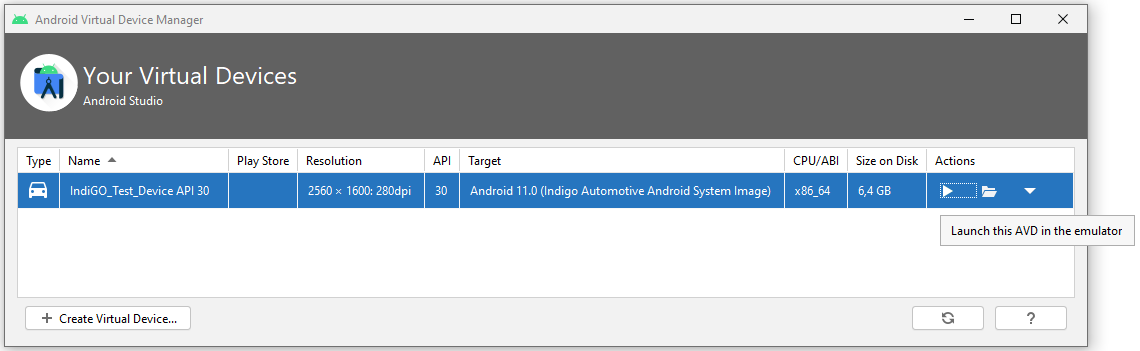 Android Virtual Device Manager
Your Virtual Devices
Android Studio
Type Name Play Store Resolution API Target CPU/ABI Size on Disk Actions
IndiGO_Test_Device API 30 2560 × 1600: 280dpi 30 Android 11.0 (Indigo Automotive Android System Image) x86_64 6,4 GB
Launch this AVD in the emulator
+ Create Virtual Device... ?